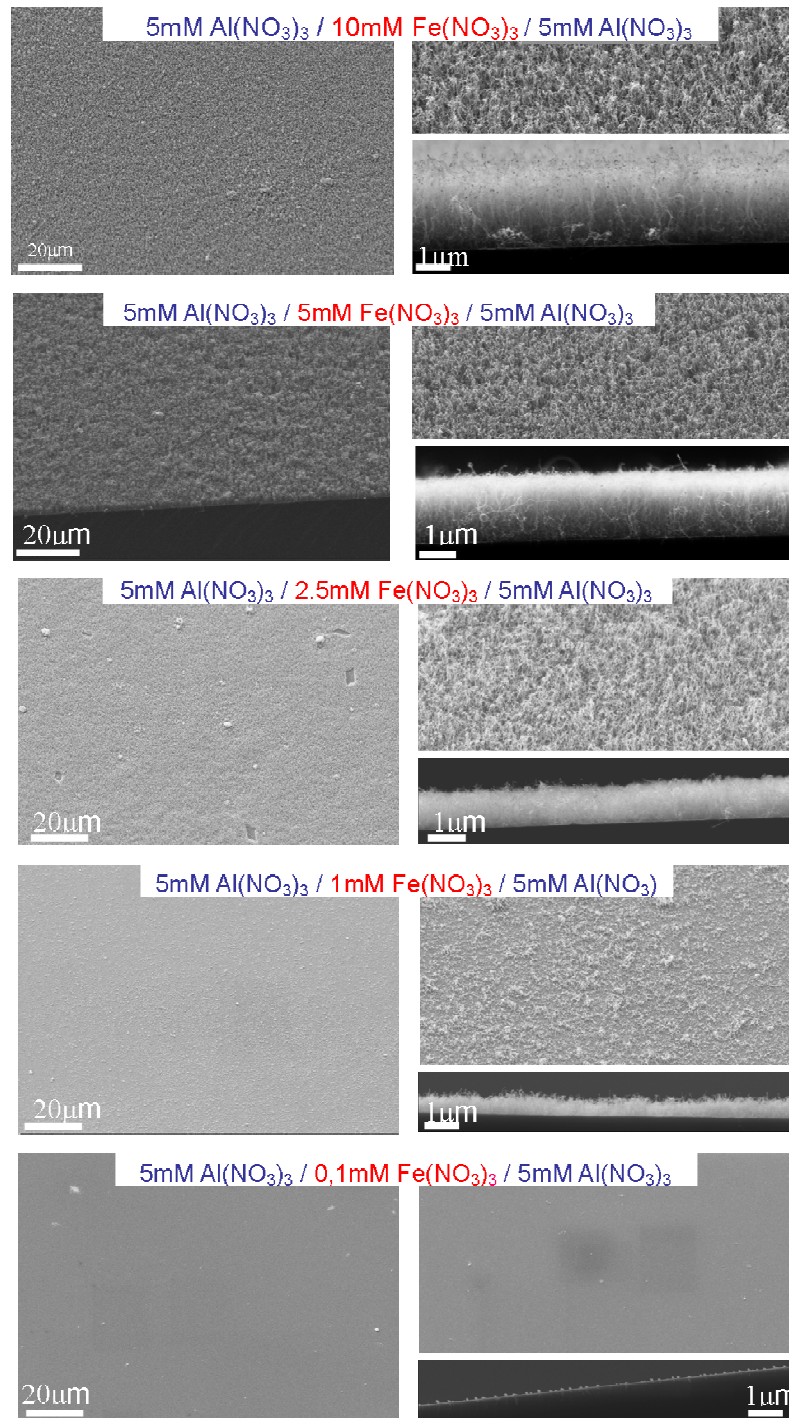 5mM Al(NO₃)₃ / 10mM Fe(NO₃)₃ / 5mM Al(NO₃)₃
20μm
1μm
5mM Al(NO₃)₃ / 5mM Fe(NO₃)₃ / 5mM Al(NO₃)₃
20μm
1μm
5mM Al(NO₃)₃ / 2.5mM Fe(NO₃)₃ / 5mM Al(NO₃)₃
20μm
1μm
5mM Al(NO₃)₃ / 1mM Fe(NO₃)₃ / 5mM Al(NO₃)
20μm
1μm
5mM Al(NO₃)₃ / 0,1mM Fe(NO₃)₃ / 5mM Al(NO₃)₃
20μm
1μm